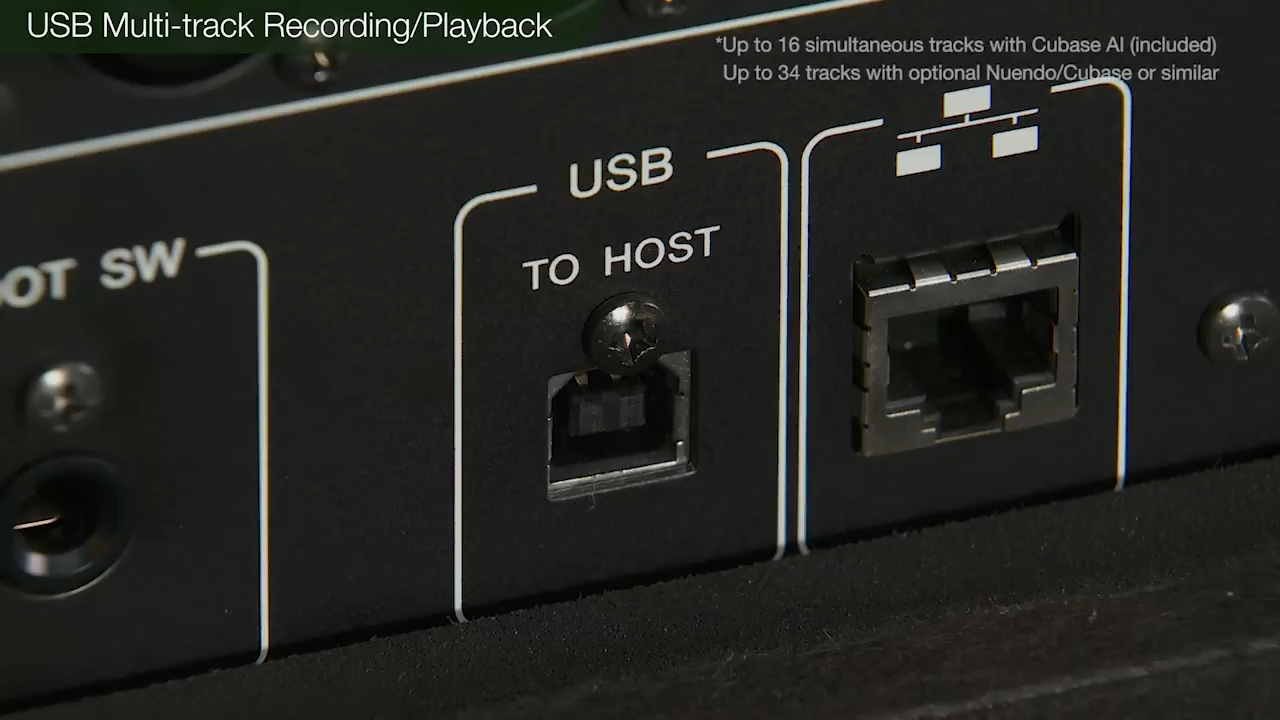 USB Multi-track Recording/Playback
*Up to 16 simultaneous tracks with Cubase AI (included)
Up to 34 tracks with optional Nuendo/Cubase or similar
USB
TO HOST
OOT SW